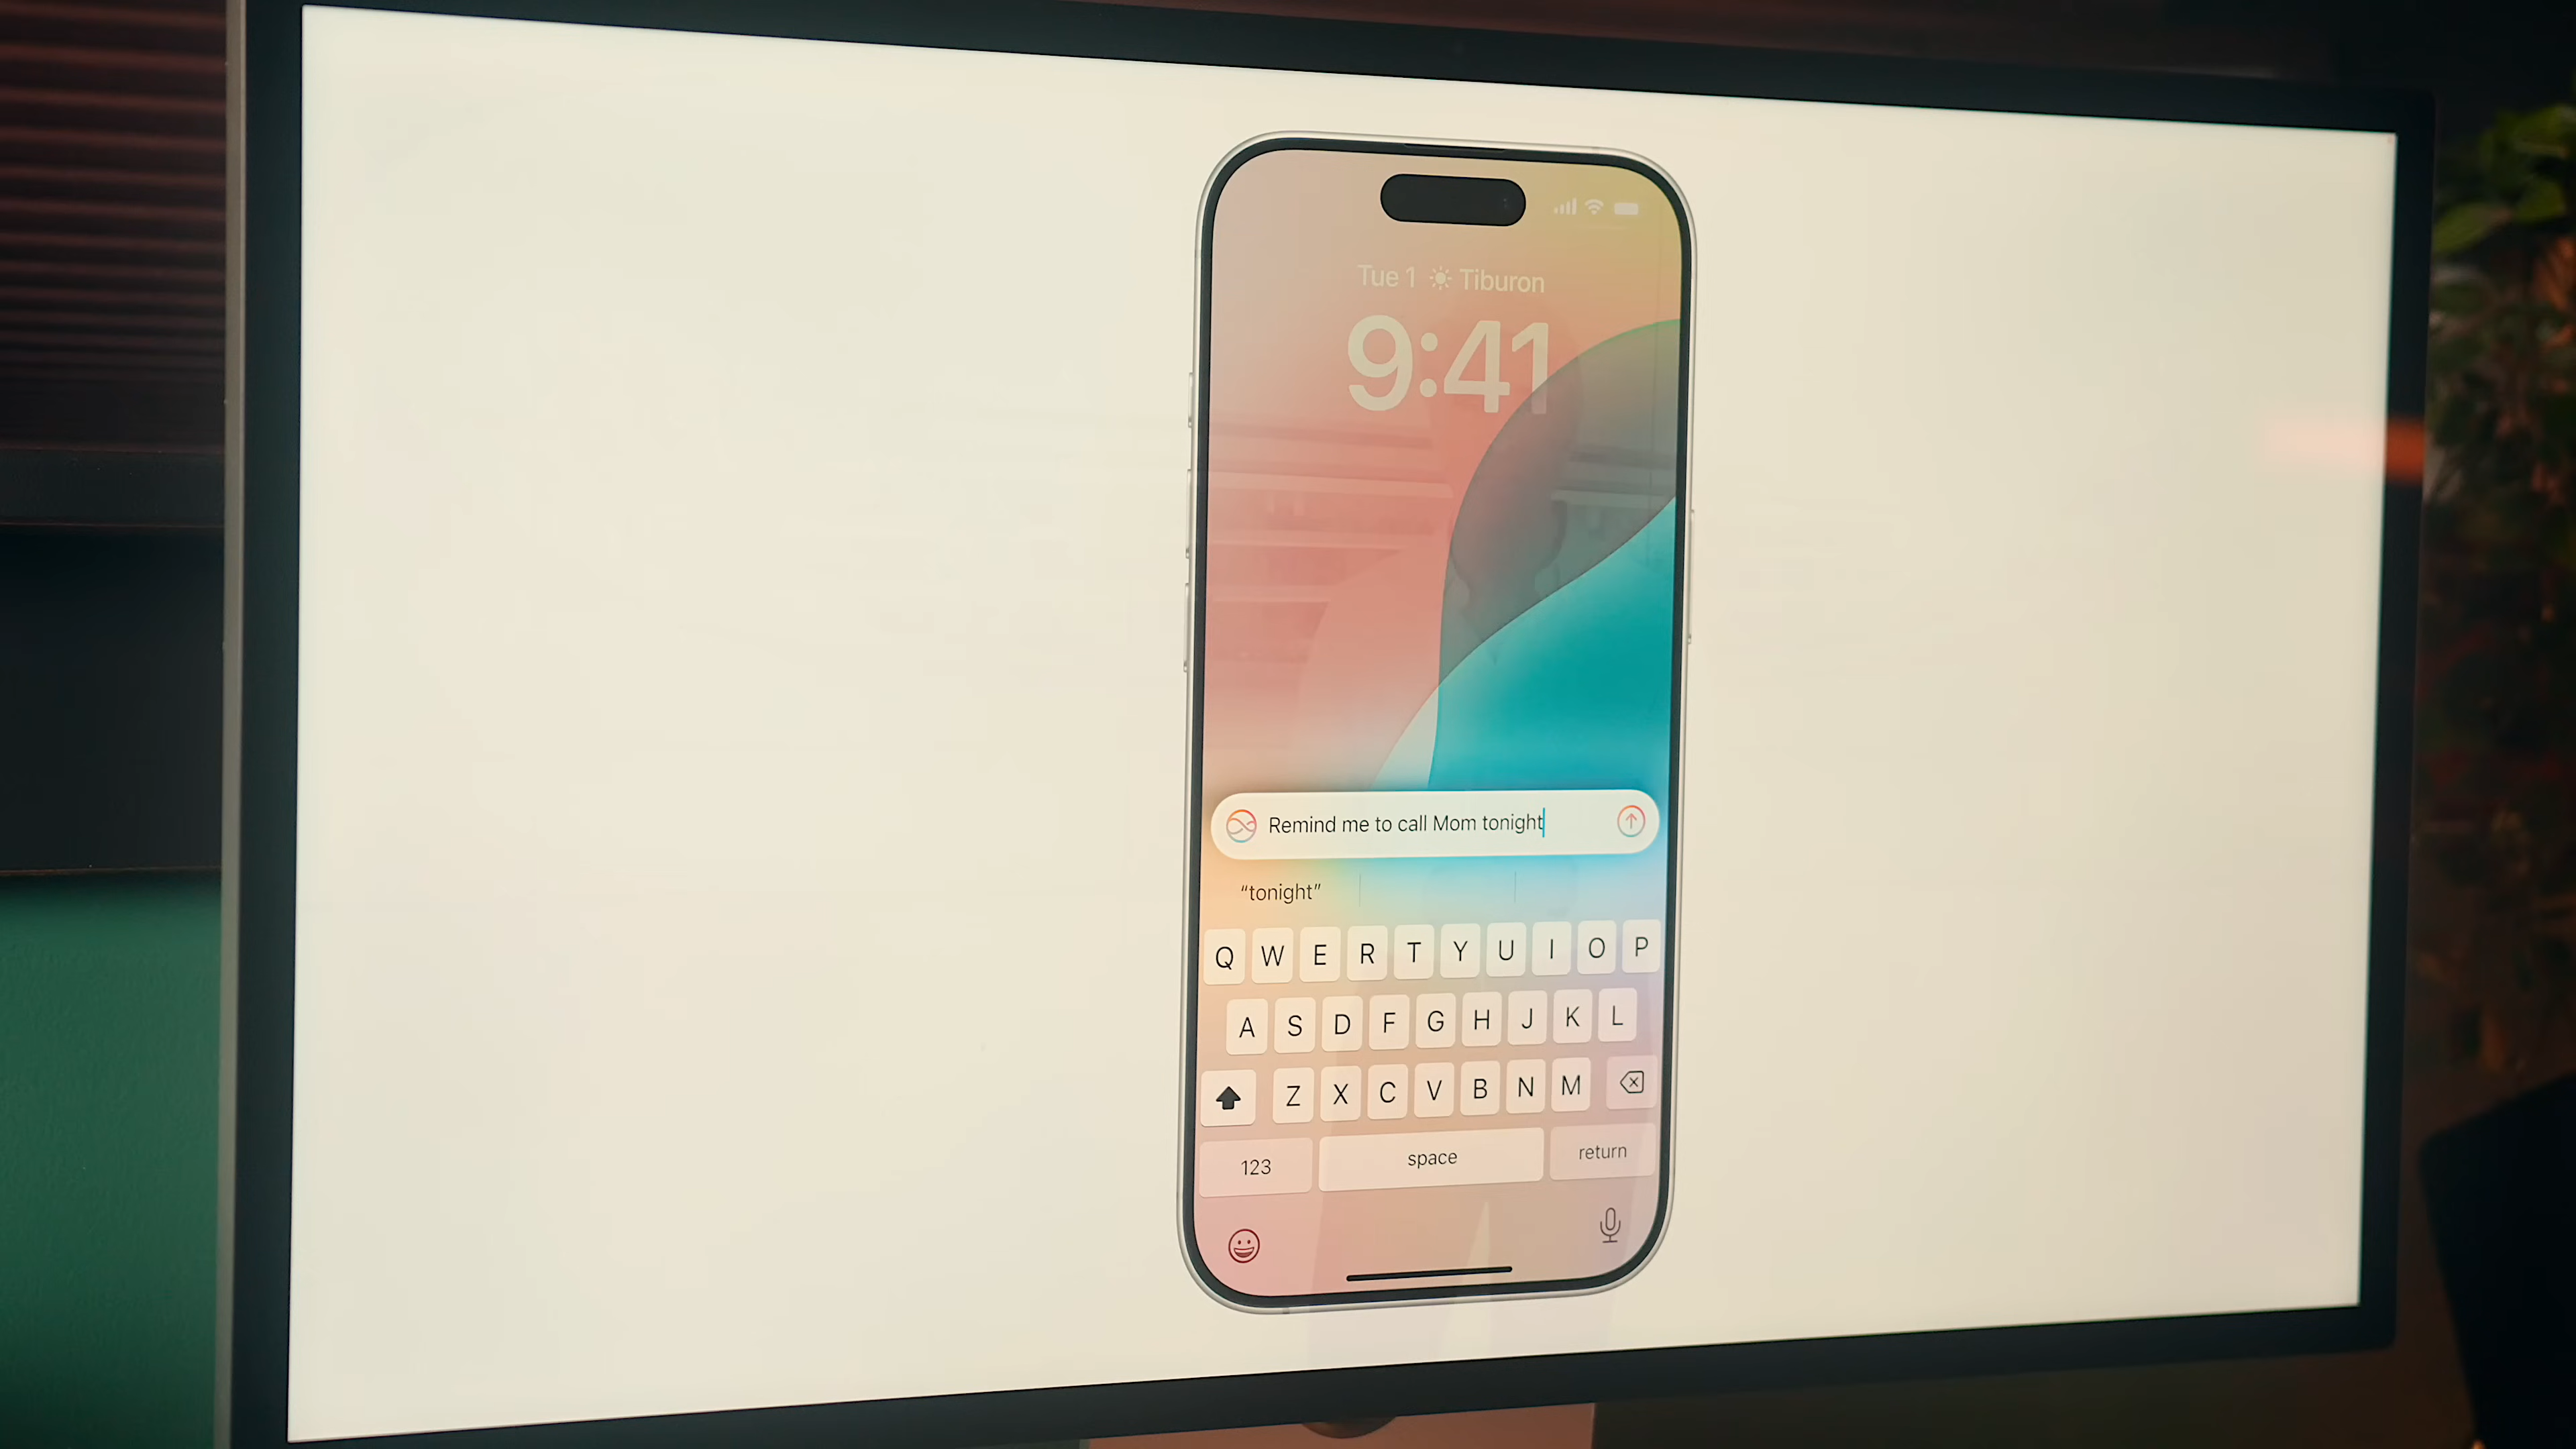 Tue 1 Tiburon
9:41
Remind me to call Mom tonight
“tonight”
Q W E R T Y U I O P
A S D F G H J K L
Z X C V B N M
123 space return